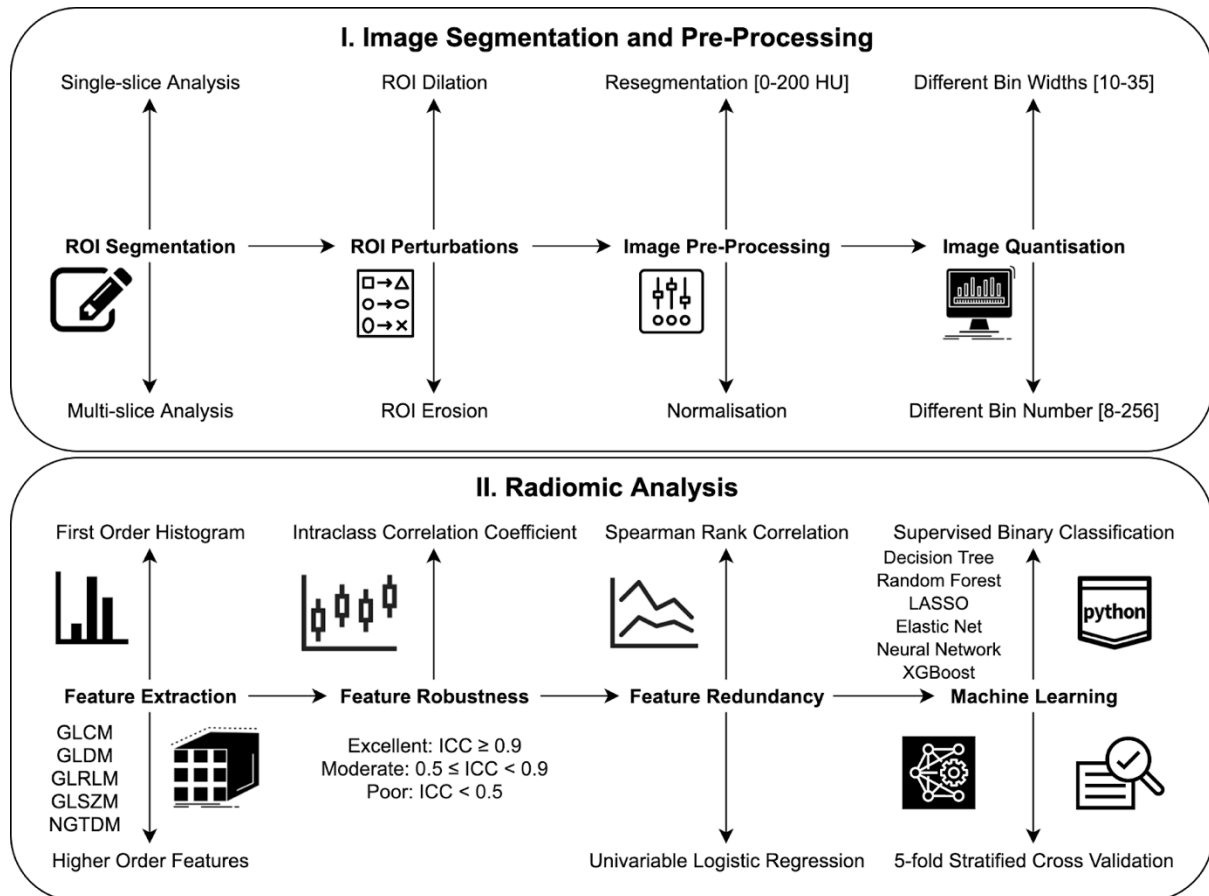 I. Image Segmentation and Pre-Processing
Single-slice Analysis
ROI Dilation
Resegmentation [0-200 HU]
Different Bin Widths [10-35]
ROI Segmentation
ROI Perturbations
Image Pre-Processing
Image Quantisation
Multi-slice Analysis
ROI Erosion
Normalisation
Different Bin Number [8-256]
II. Radiomic Analysis
First Order Histogram
Intraclass Correlation Coefficient
Spearman Rank Correlation
Supervised Binary Classification
Decision Tree
Random Forest
LASSO
Elastic Net
Neural Network
XGBoost
python
Feature Extraction
Feature Robustness
Feature Redundancy
Machine Learning
GLCM
GLDM
GLRLM
GLSZM
NGTDM
Excellent: ICC ≥ 0.9
Moderate: 0.5 ≤ ICC < 0.9
Poor: ICC < 0.5
Higher Order Features
Univariable Logistic Regression
5-fold Stratified Cross Validation